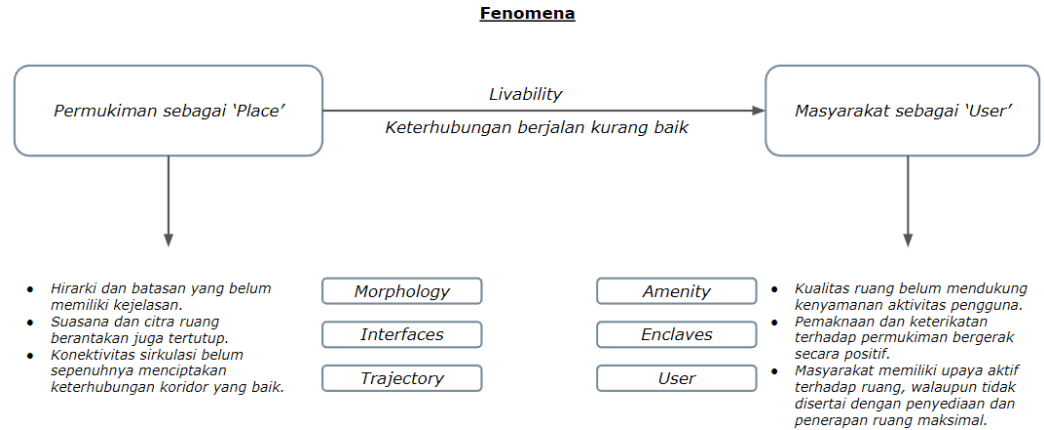 Fenomena
Permukiman sebagai ‘Place’
Livability
Keterhubungan berjalan kurang baik
Masyarakat sebagai ‘User’
● Hirarki dan batasan yang belum
memiliki kejelasan.
● Suasana dan citra ruang
berantakan juga tertutup.
● Konektivitas sirkulasi belum
sepenuhnya menciptakan
keterhubungan koridor yang baik.
Morphology
Interfaces
Trajectory
Amenity
Enclaves
User
● Kualitas ruang belum mendukung
kenyamanan aktivitas pengguna.
● Pemaknaan dan keterikatan
terhadap permukiman bergerak
secara positif.
● Masyarakat memiliki upaya aktif
terhadap ruang, walaupun tidak
disertai dengan penyediaan dan
penerapan ruang maksimal.